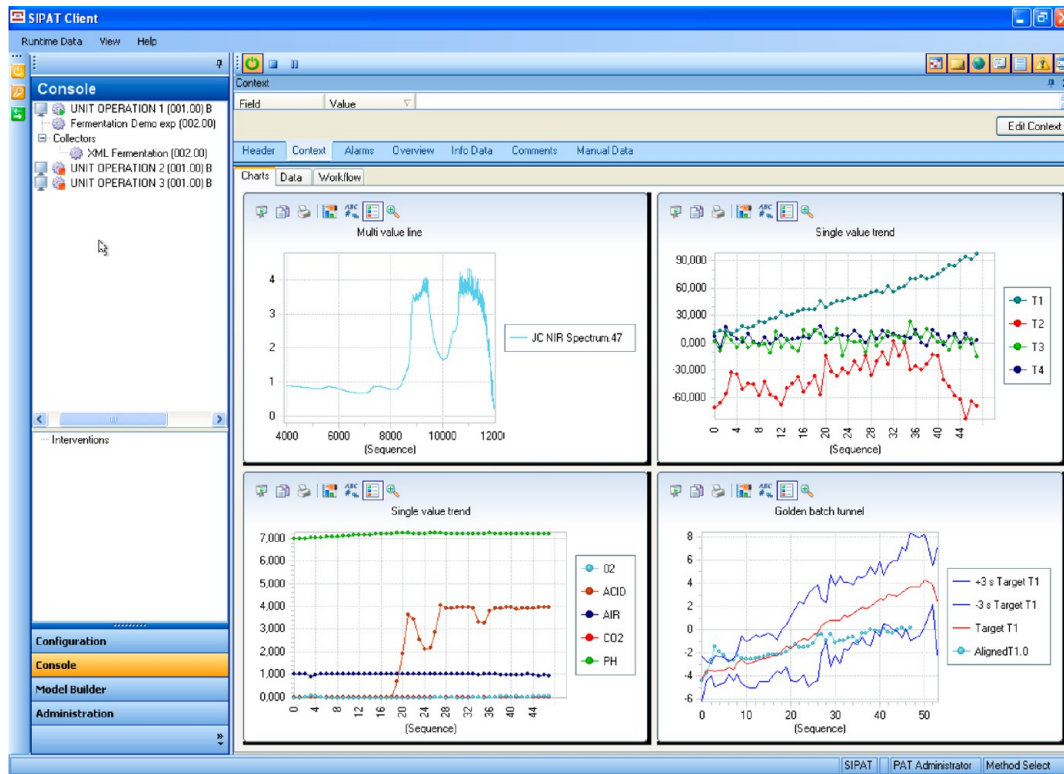 SIPAT Client
Runtime Data View Help
Console
UNIT OPERATION 1 (001.00) B
Fermentation Demo exp (002.00)
Collectors
XML Fermentation (002.00)
UNIT OPERATION 2 (001.00) B
UNIT OPERATION 3 (001.00) B
Interventions
Configuration
Console
Model Builder
Administration
Context
Field Value
Edit Context
Header Context Alarms Overview Info Data Comments Manual Data
Charts Data Workflow
ABC
Multi value line
4
3
2
1
0
4000 6000 8000 10000 1200
(Sequence)
JC NIR Spectrum.47
ABC
Single value trend
90,000
60,000
30,000
0,000
-30,000
-60,000
0 4 8 12 16 20 24 28 32 36 40 44
(Sequence)
T1
T2
T3
T4
ABC
Single value trend
7,000
6,000
5,000
4,000
3,000
2,000
1,000
0,000
0 4 8 12 16 20 24 28 32 36 40 44
(Sequence)
O2
ACID
AIR
CO2
PH
ABC
Golden batch tunnel
8
6
4
2
0
-2
-4
-6
0 10 20 30 40 50
(Sequence)
+3 s Target T1
-3 s Target T1
Target T1
AlignedT1.0
SIPAT PAT Administrator Method Select